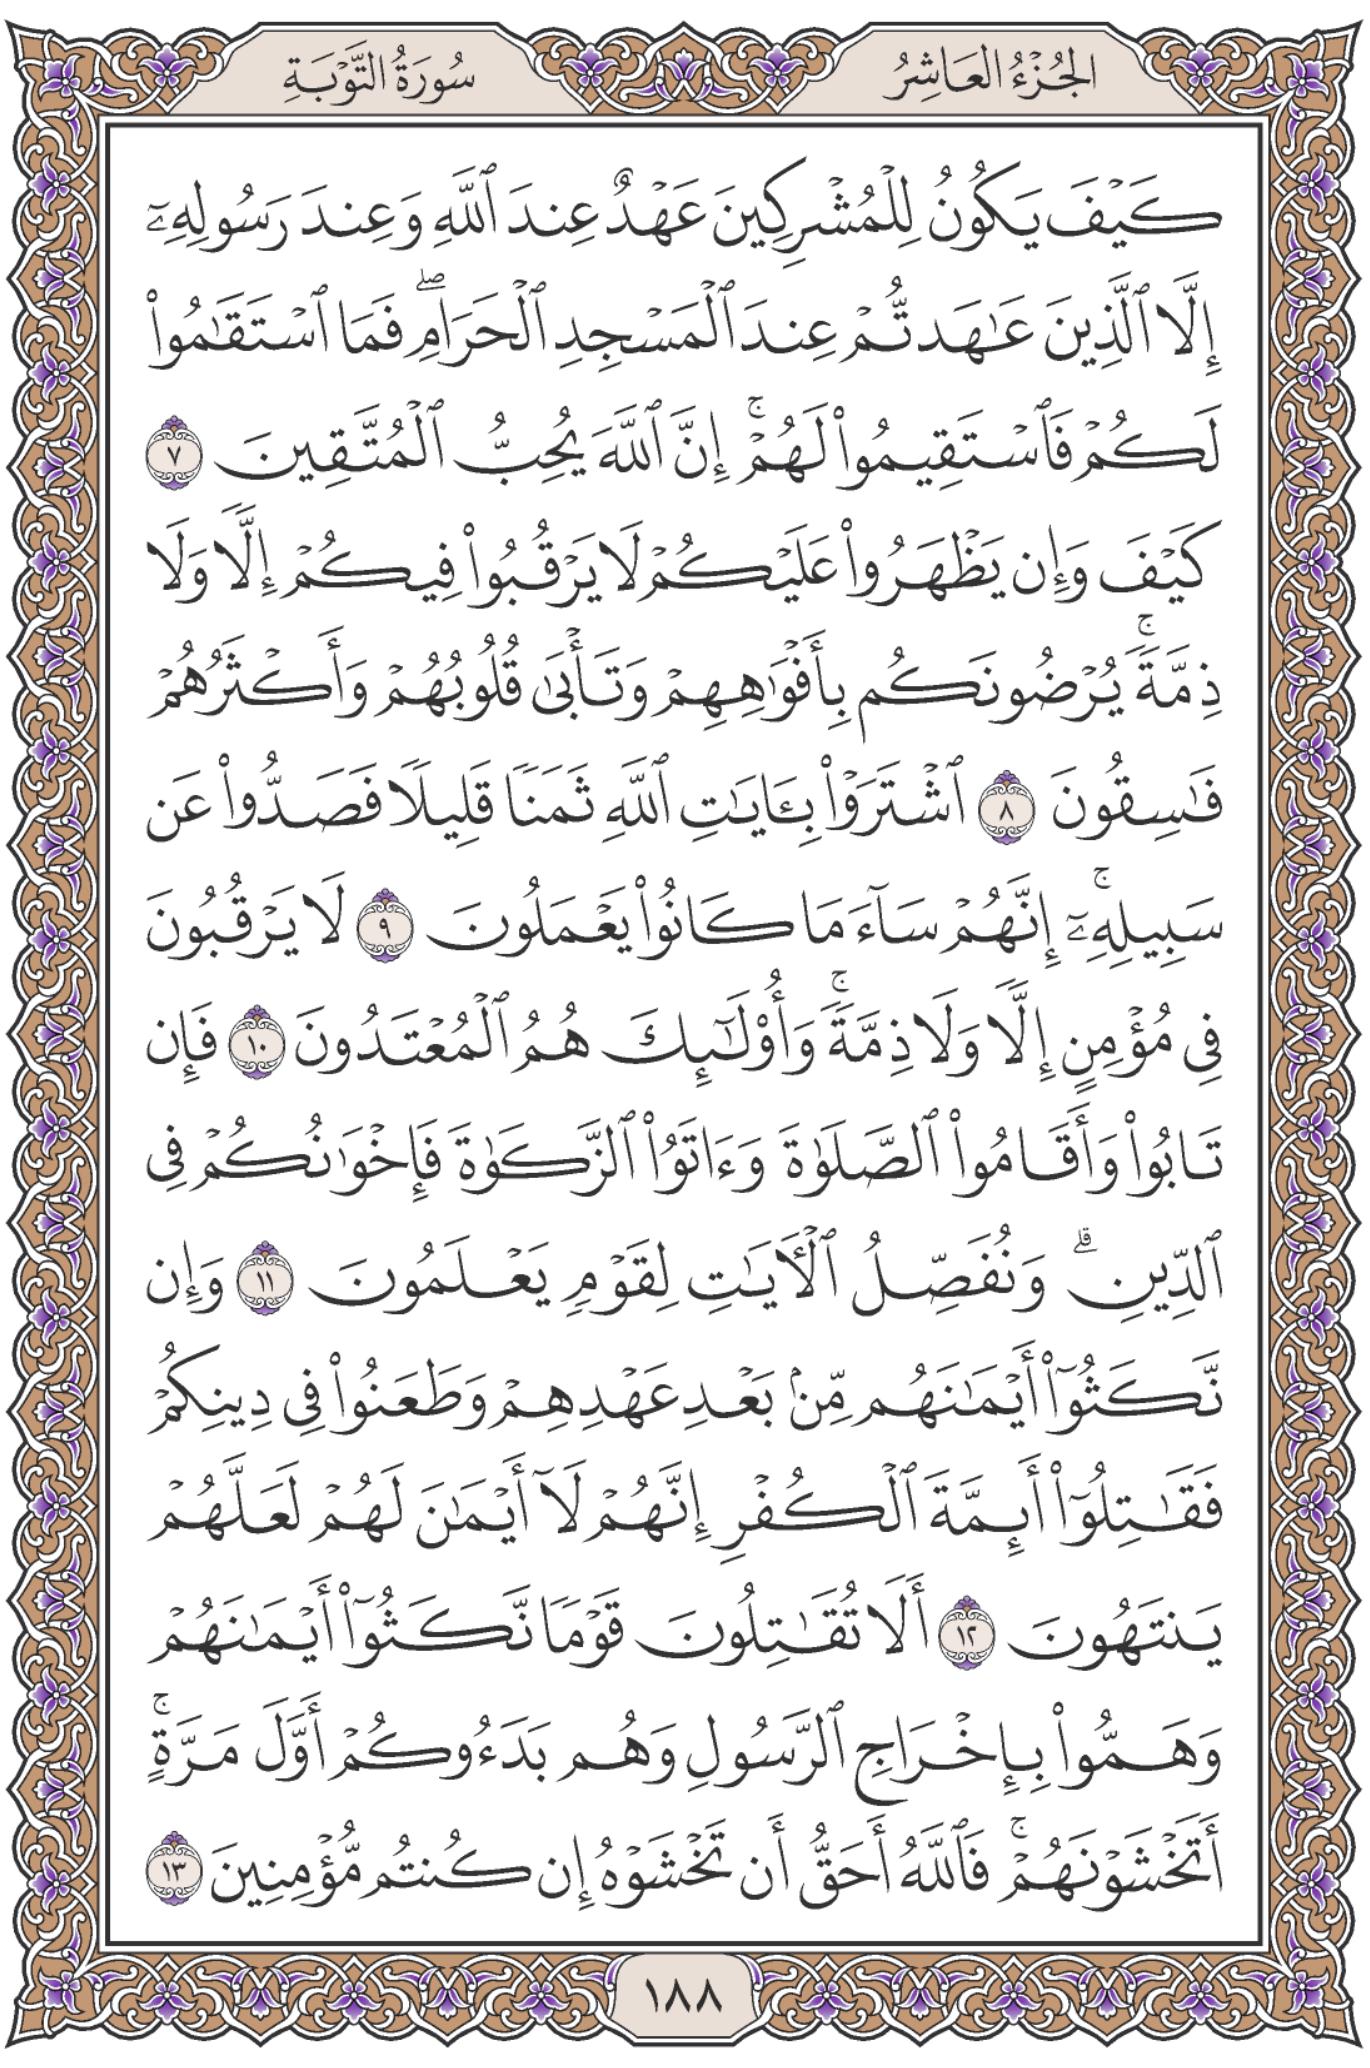 الجُزْءُ العَاشِرُ
سُورَةُ التَّوْبَةِ
كَيْفَ يَكُونُ لِلْمُشْرِكِينَ عَهْدٌ عِندَ ٱللَّهِ وَعِندَ رَسُولِهِۦٓ
إِلَّا ٱلَّذِينَ عَـٰهَدتُّمْ عِندَ ٱلْمَسْجِدِ ٱلْحَرَامِۖ فَمَا ٱسْتَقَـٰمُوا۟
لَكُمْ فَٱسْتَقِيمُوا۟ لَهُمْۚ إِنَّ ٱللَّهَ يُحِبُّ ٱلْمُتَّقِينَ ٧
كَيْفَ وَإِن يَظْهَرُوا۟ عَلَيْكُمْ لَا يَرْقُبُوا۟ فِيكُمْ إِلًّا وَلَا
ذِمَّةًۚ يُرْضُونَكُم بِأَفْوَٰهِهِمْ وَتَأْبَىٰ قُلُوبُهُمْ وَأَكْثَرُهُمْ
فَـٰسِقُونَ ٨ ٱشْتَرَوْا۟ بِـَٔايَـٰتِ ٱللَّهِ ثَمَنًا قَلِيلًا فَصَدُّوا۟ عَن
سَبِيلِهِۦٓۚ إِنَّهُمْ سَآءَ مَا كَانُوا۟ يَعْمَلُونَ ٩ لَا يَرْقُبُونَ
فِى مُؤْمِنٍ إِلًّا وَلَا ذِمَّةًۚ وَأُو۟لَـٰٓئِكَ هُمُ ٱلْمُعْتَدُونَ ١٠ فَإِن
تَابُوا۟ وَأَقَامُوا۟ ٱلصَّلَوٰةَ وَءَاتَوُا۟ ٱلزَّكَوٰةَ فَإِخْوَٰنُكُمْ فِى
ٱلدِّينِۗ وَنُفَصِّلُ ٱلْـَٔايَـٰتِ لِقَوْمٍ يَعْلَمُونَ ١١ وَإِن
نَّكَثُوٓا۟ أَيْمَـٰنَهُم مِّنۢ بَعْدِ عَهْدِهِمْ وَطَعَنُوا۟ فِى دِينِكُمْ
فَقَـٰتِلُوٓا۟ أَئِمَّةَ ٱلْكُفْرِ إِنَّهُمْ لَآ أَيْمَـٰنَ لَهُمْ لَعَلَّهُمْ
يَنتَهُونَ ١٢ أَلَا تُقَـٰتِلُونَ قَوْمًا نَّكَثُوٓا۟ أَيْمَـٰنَهُمْ
وَهَمُّوا۟ بِإِخْرَاجِ ٱلرَّسُولِ وَهُم بَدَءُوكُمْ أَوَّلَ مَرَّةٍۚ
أَتَخْشَوْنَهُمْۚ فَٱللَّهُ أَحَقُّ أَن تَخْشَوْهُ إِن كُنتُم مُّؤْمِنِينَ ١٣
١٨٨